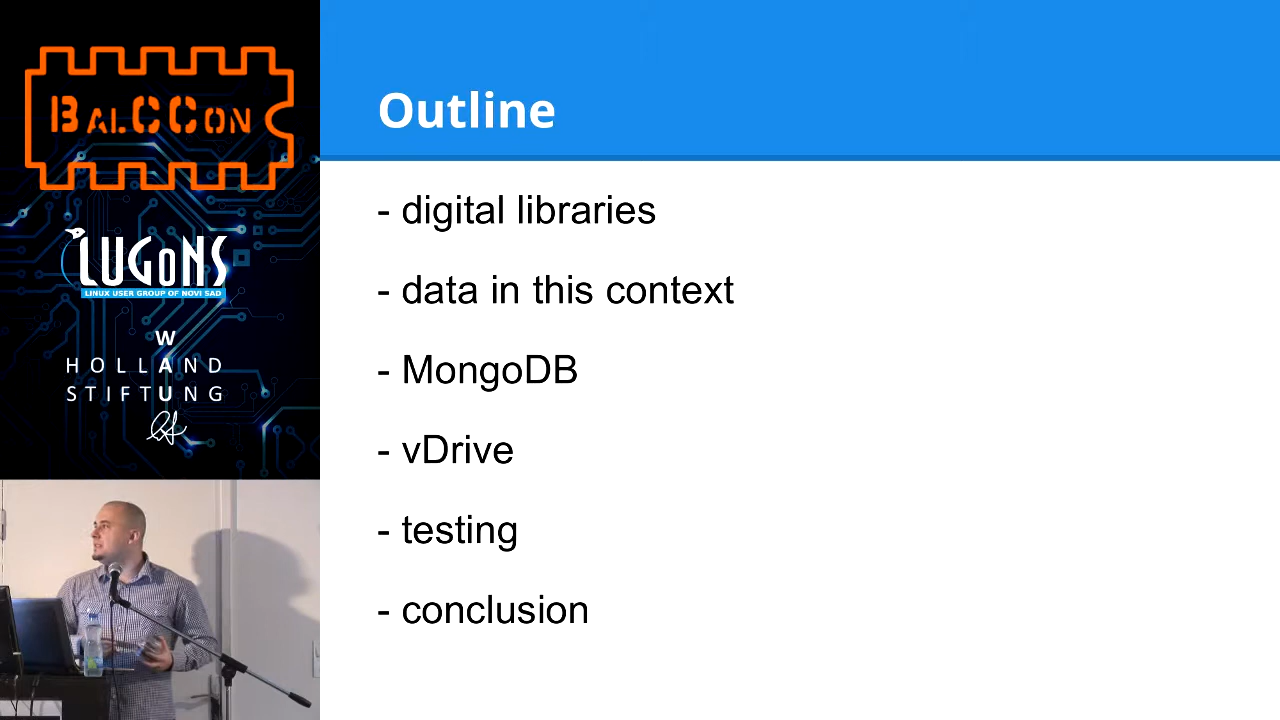 BALCCON
LUGoNS
LINUX USER GROUP OF NOVI SAD
W
HOLLAND
STIFTUNG
Outline
- digital libraries
- data in this context
- MongoDB
- vDrive
- testing
- conclusion